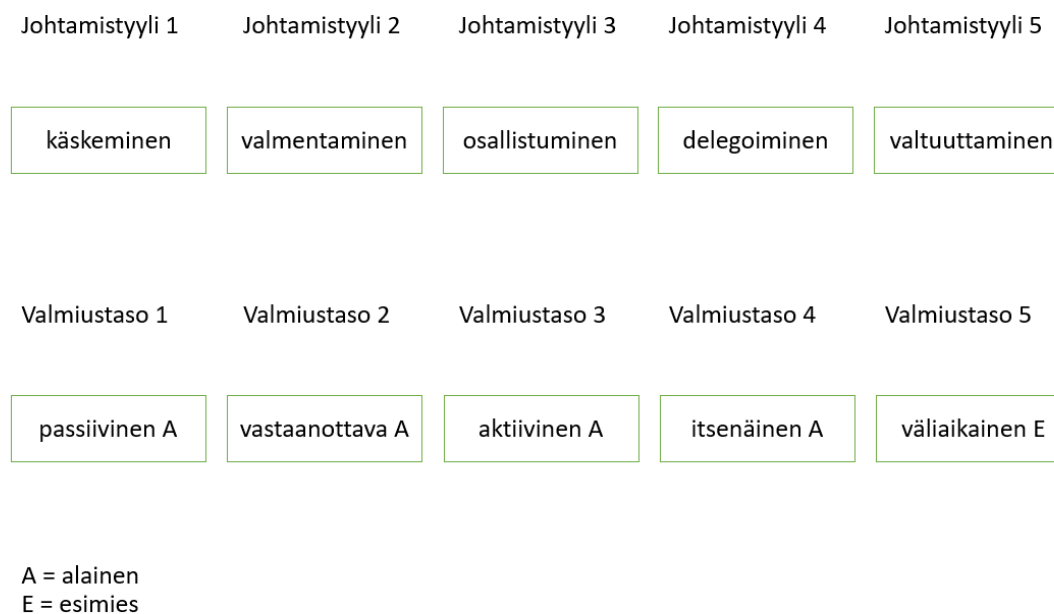 Johtamistyyli 1 Johtamistyyli 2 Johtamistyyli 3 Johtamistyyli 4 Johtamistyyli 5
käskeminen valmentaminen osallistuminen delegoiminen valtuuttaminen
Valmiustaso 1 Valmiustaso 2 Valmiustaso 3 Valmiustaso 4 Valmiustaso 5
passiivinen A vastaanottava A aktiivinen A itsenäinen A väliaikainen E
A = alainen
E = esimies